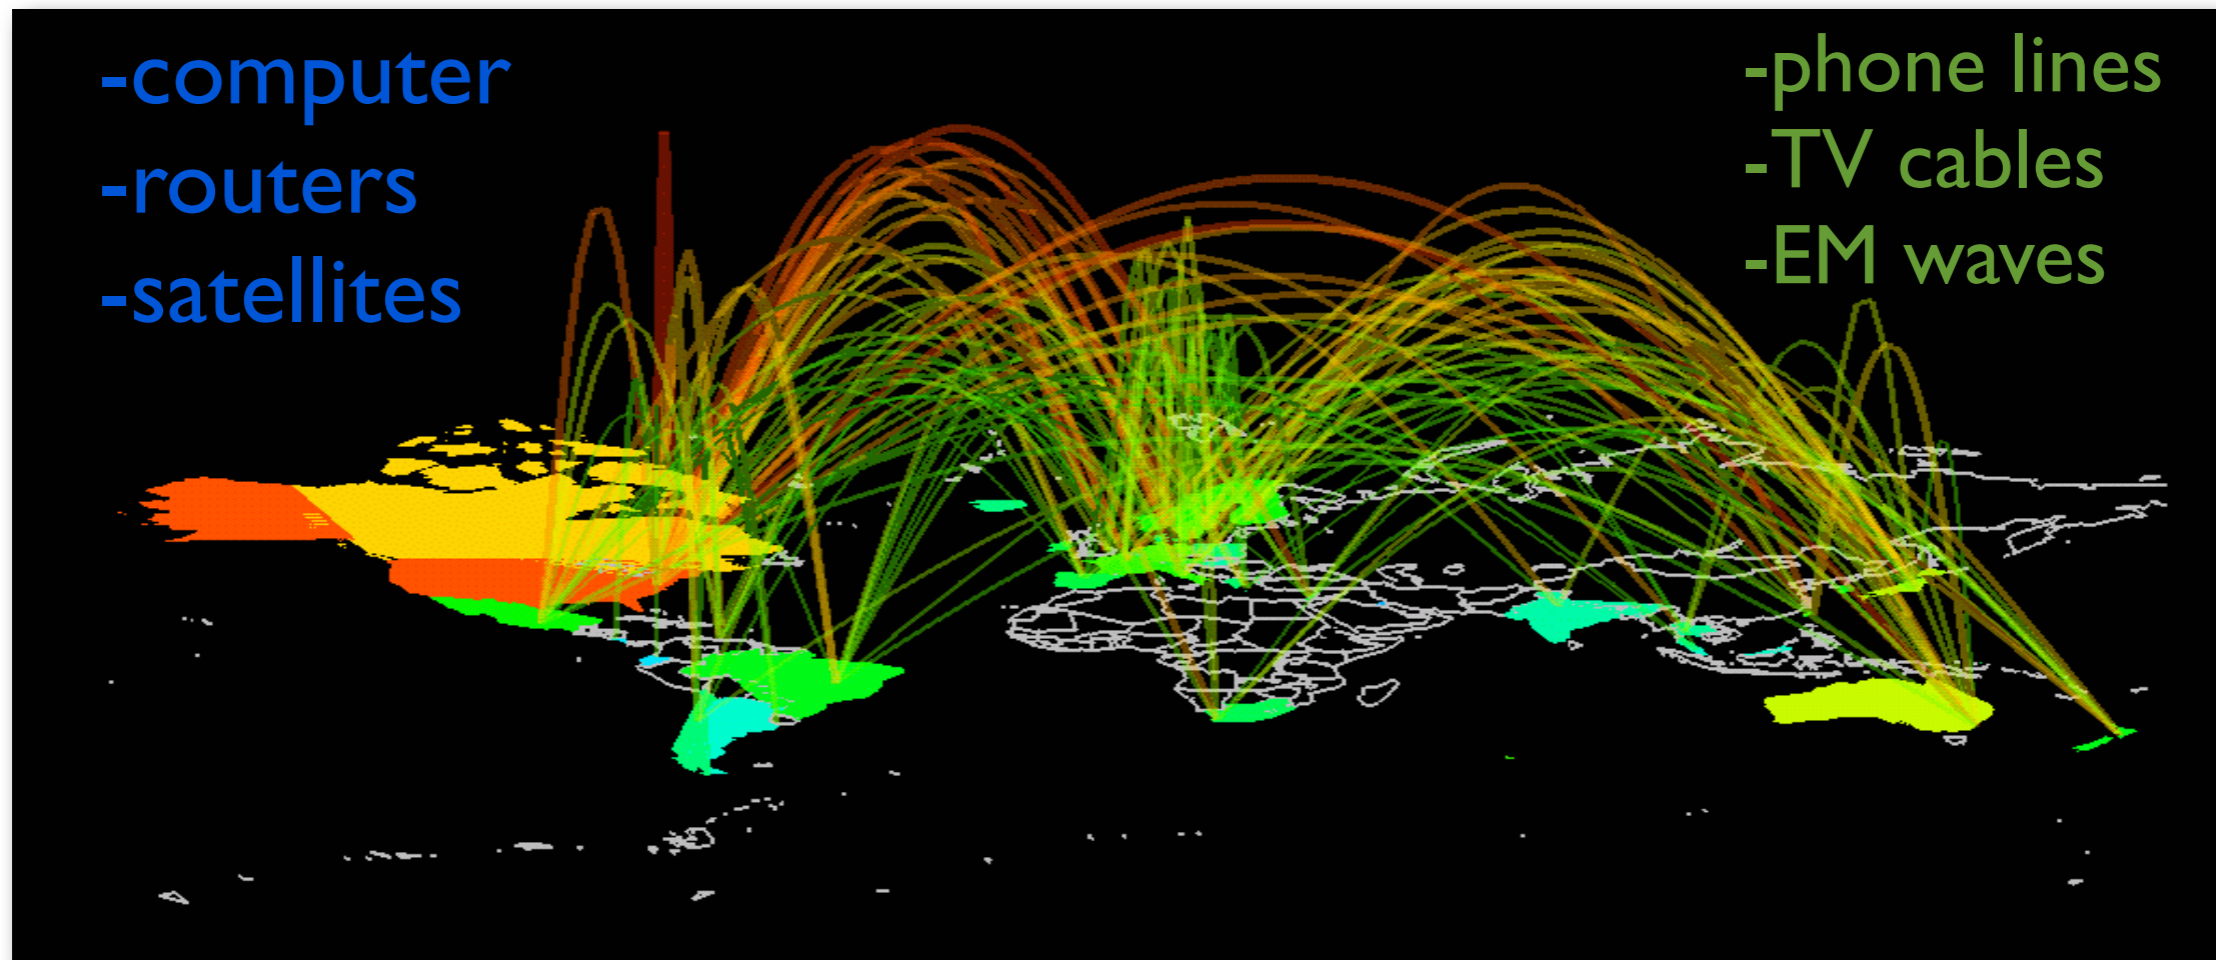 -computer
-routers
-satellites
-phone lines
-TV cables
-EM waves